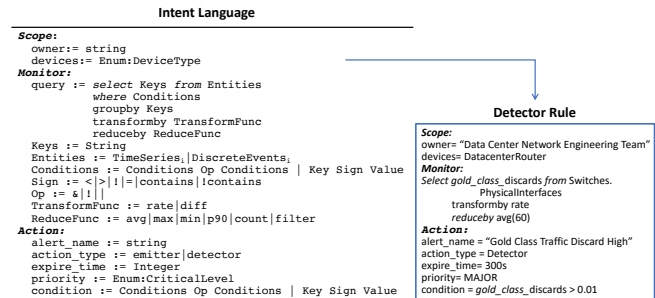 Intent Language
Scope:
owner:= string
devices:= Enum:DeviceType
Monitor:
query := select Keys from Entities
where Conditions
groupby Keys
transformby TransformFunc
reduceby ReduceFunc
Keys := String
Entities := TimeSeriesi|DiscreteEventsi
Conditions := Conditions Op Conditions | Key Sign Value
Sign := <|>|!|=|contains|!contains
Op := &|!||
TransformFunc := rate|diff
ReduceFunc := avg|max|min|p90|count|filter
Action:
alert_name := string
action_type := emitter|detector
expire_time := Integer
priority := Enum:CriticalLevel
condition := Conditions Op Conditions | Key Sign Value
Detector Rule
Scope:
owner= “Data Center Network Engineering Team”
devices= DatacenterRouter
Monitor:
Select gold_class_discards from Switches.
PhysicalInterfaces
transformby rate
reduceby avg(60)
Action:
alert_name = “Gold Class Traffic Discard High”
action_type = Detector
expire_time= 300s
priority= MAJOR
condition = gold_class_discards > 0.01